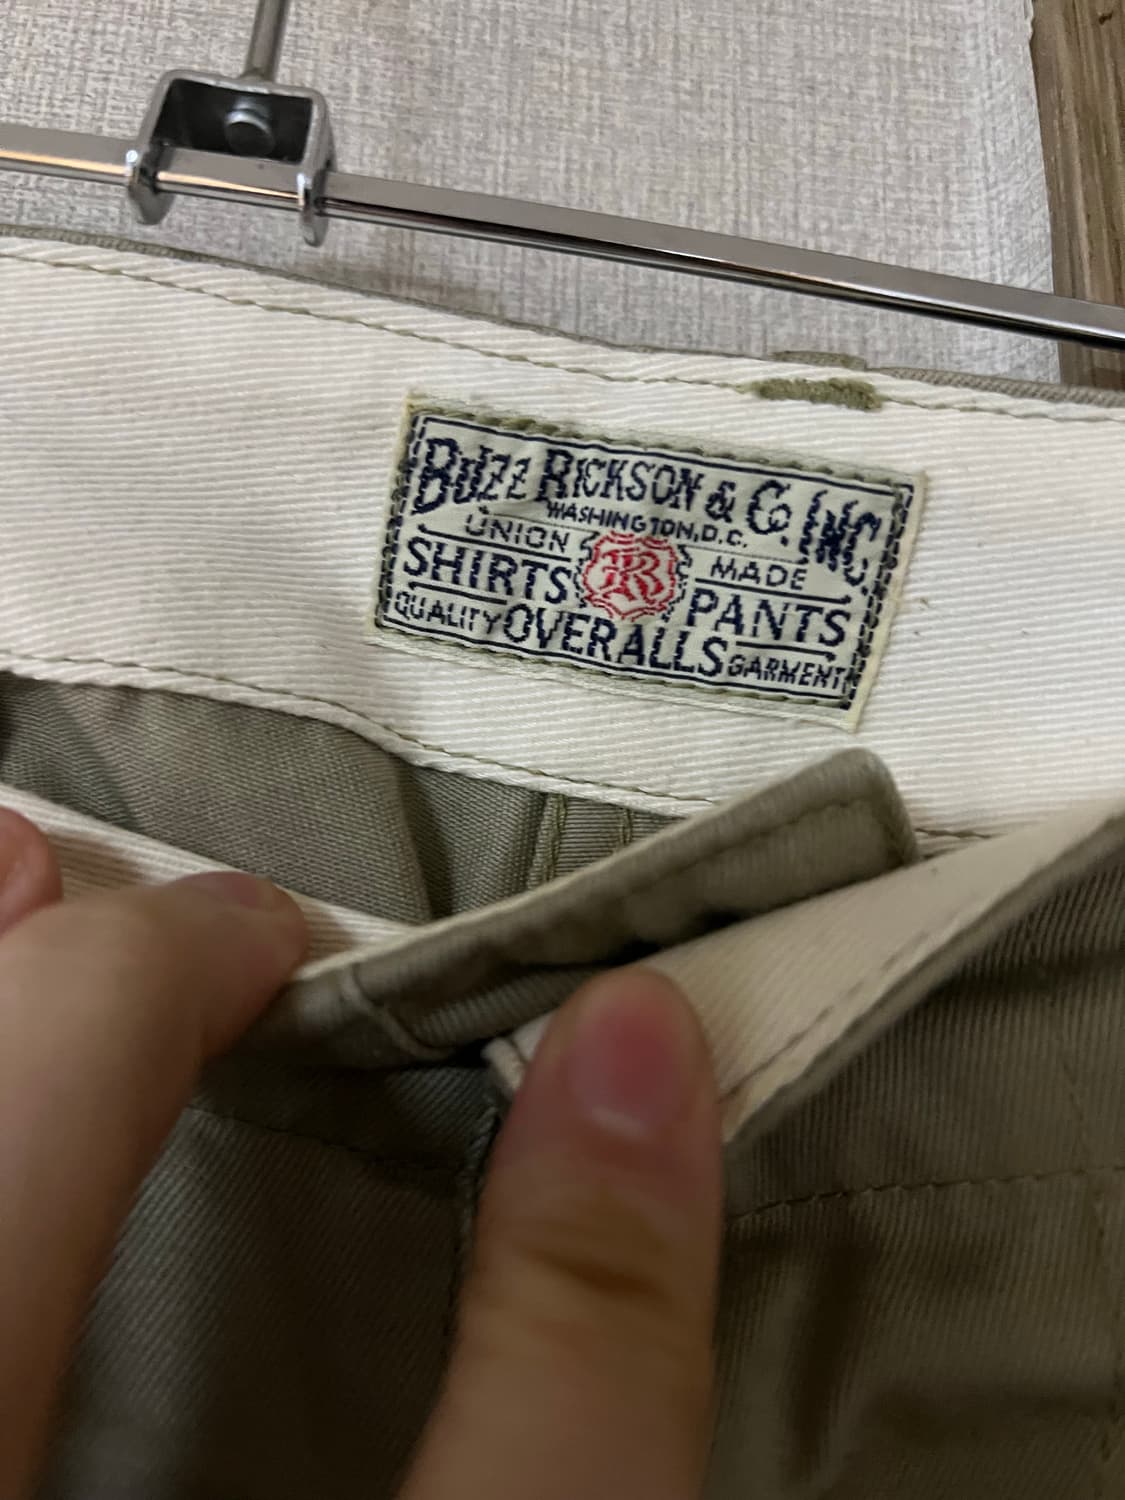 BUZZ RICKSON & CO. INC.
WASHINGTON, D.C.
UNION MADE
SHIRTS R PANTS
QUALITY OVERALLS GARMENT